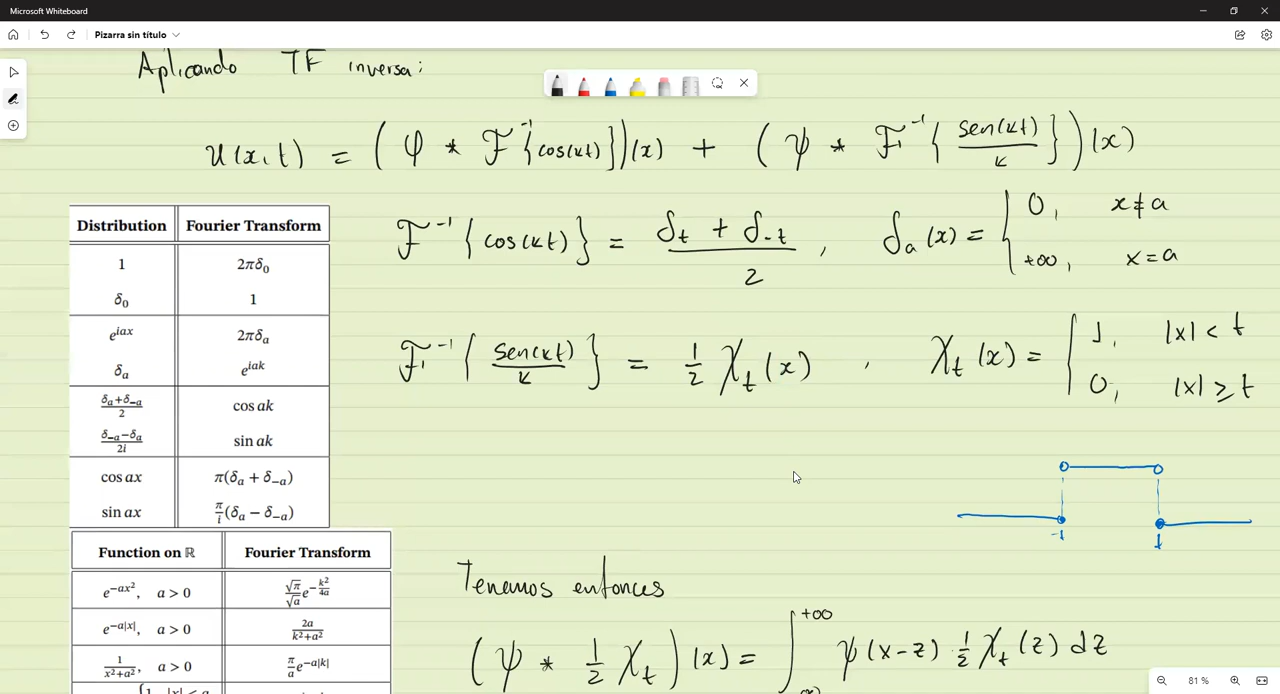 Microsoft Whiteboard
Pizarra sin título
Aplicando TF inversa:
u(x,t) = (φ * F⁻¹{cos(kt)})(x) + (ψ * F⁻¹{sen(kt)/k})(x)
F⁻¹{cos(kt)} = (δ_t + δ_-t)/2 , δ_a(x) = { 0, x≠a
+∞, x=a
F⁻¹{sen(kt)/k} = 1/2 χ_t(x) , χ_t(x) = { 1, |x| < t
0, |x| ≥ t
-t t
Distribution Fourier Transform
1 2πδ₀
δ₀ 1
e^{iax} 2πδ_a
δ_a e^{iak}
(δ_a+δ_-a)/2 cos ak
(δ_-a−δ_a)/2i sin ak
cos ax π(δ_a + δ_-a)
sin ax π/i(δ_a − δ_-a)
Function on ℝ Fourier Transform
e^{−ax²}, a > 0 √π/√a e^{−k²/4a}
e^{−a|x|}, a > 0 2a/(k²+a²)
1/(x²+a²), a > 0 π/a e^{−a|k|}
Tenemos entonces
(ψ * 1/2 χ_t)(x) = ∫ +∞ ψ(x-z) 1/2 χ_t(z) dz
81 %